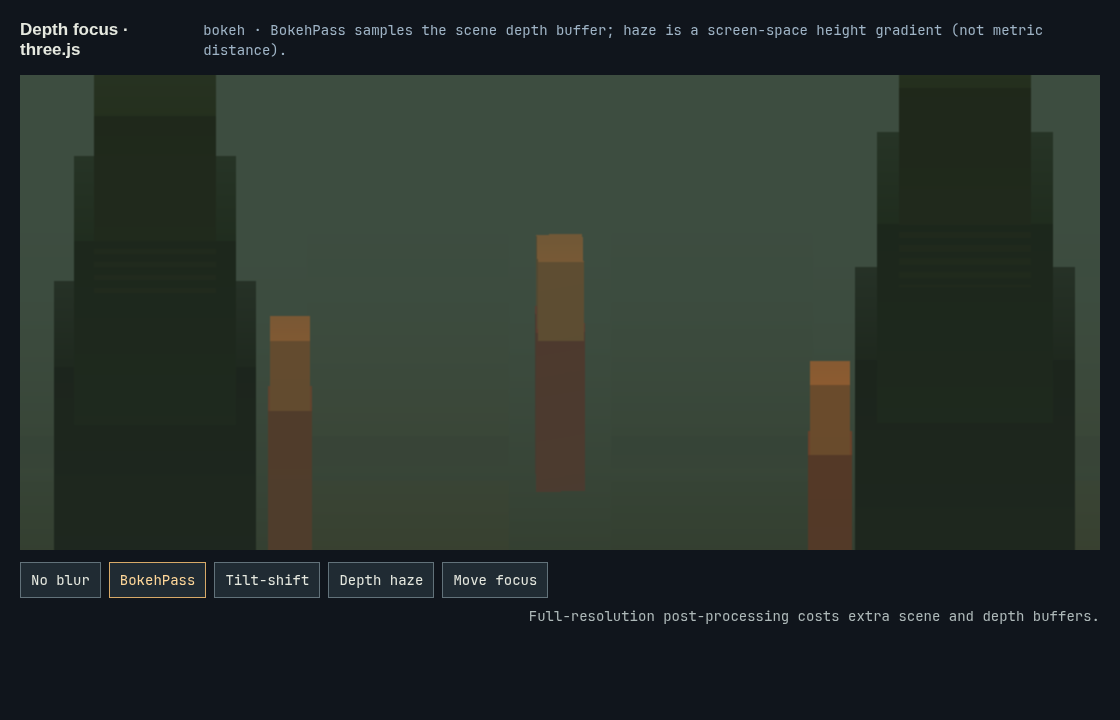 Depth focus ·
three.js
bokeh · BokehPass samples the scene depth buffer; haze is a screen-space height gradient (not metric
distance).
No blur
BokehPass
Tilt-shift
Depth haze
Move focus
Full-resolution post-processing costs extra scene and depth buffers.